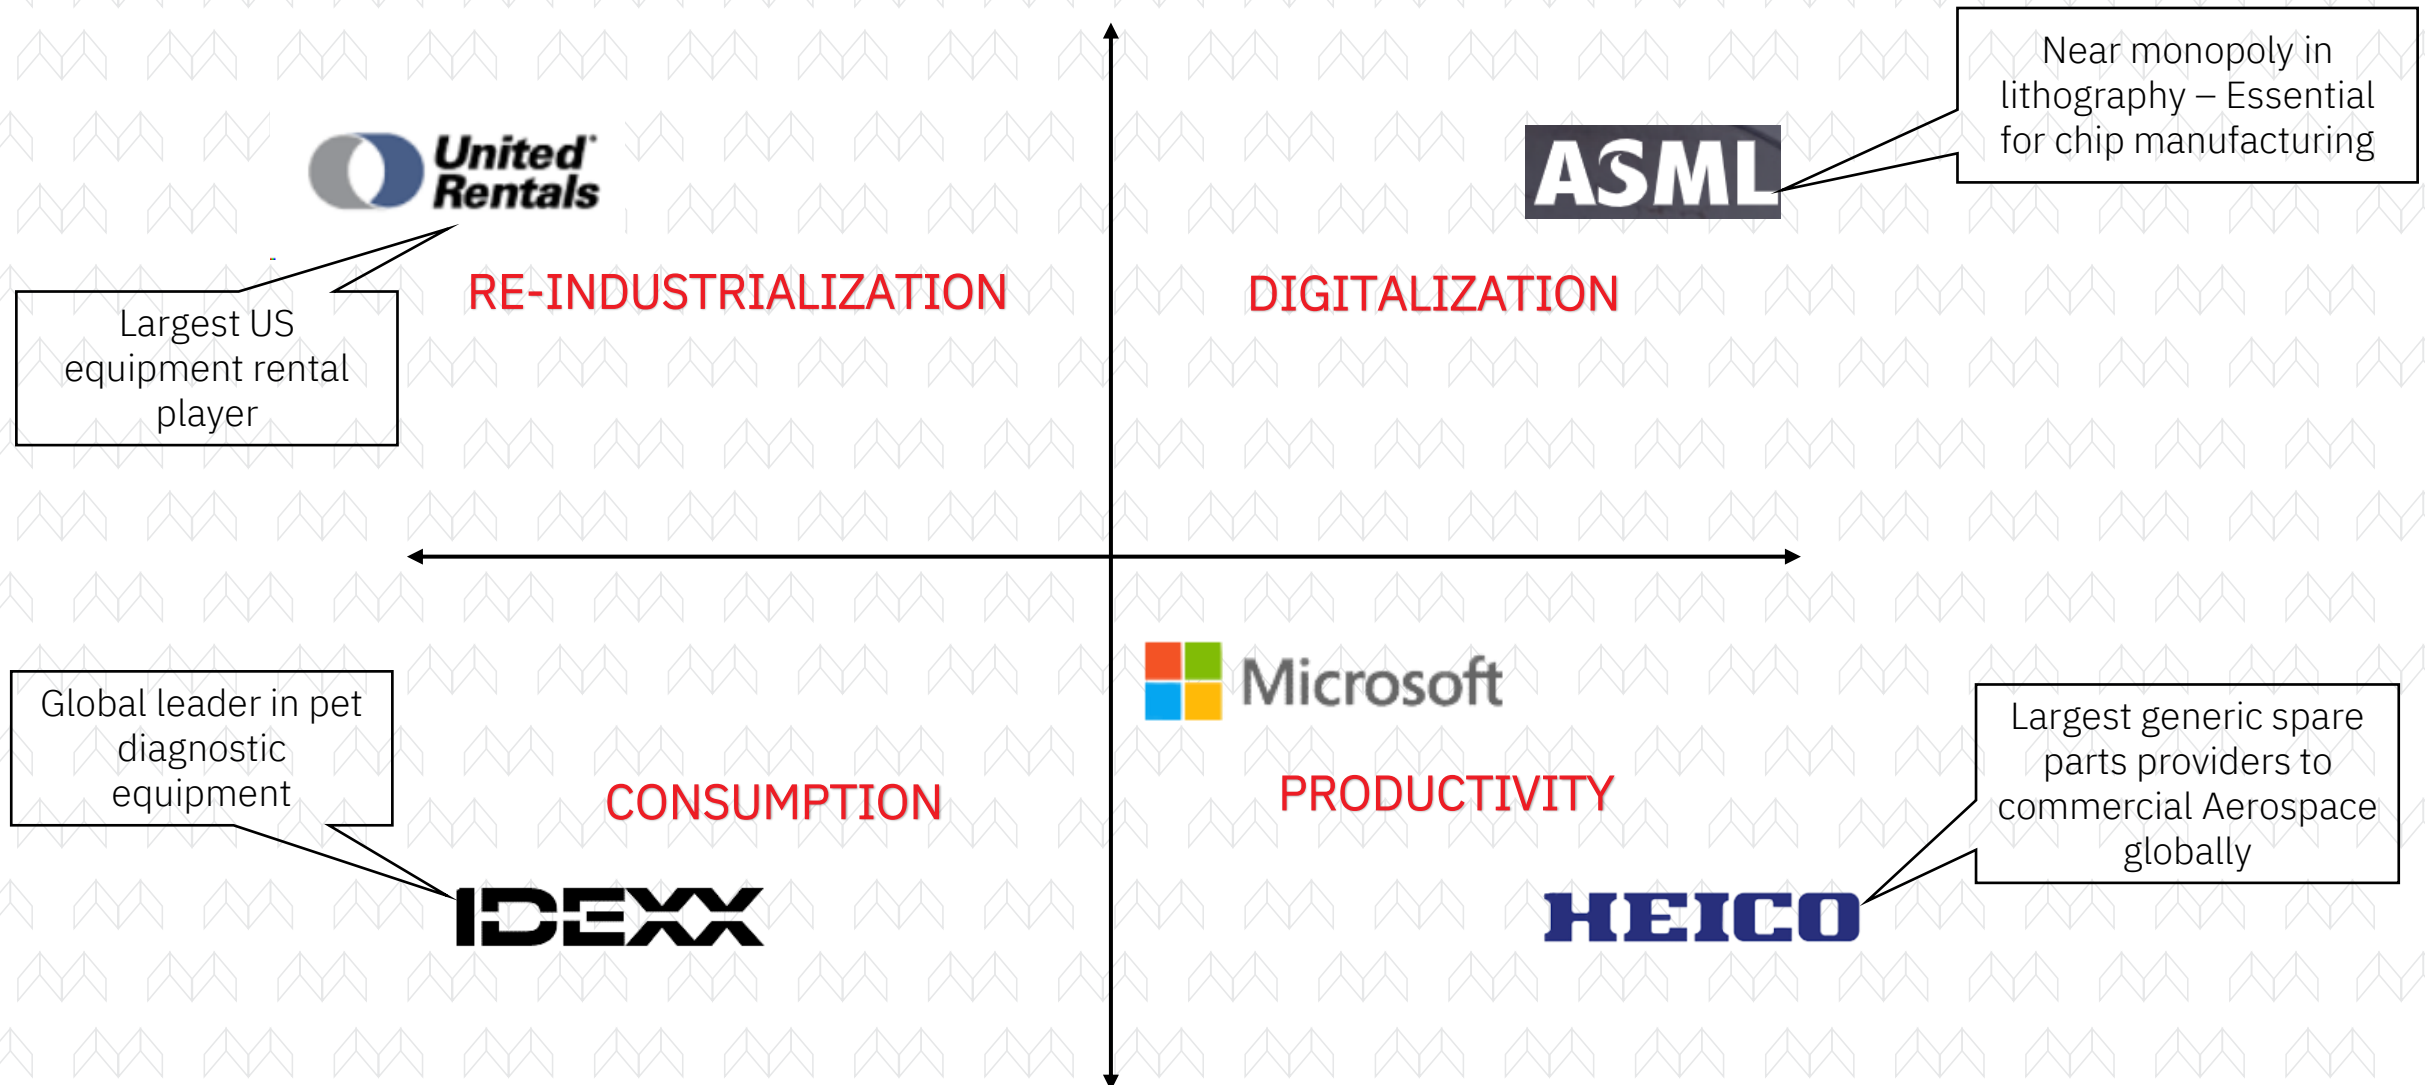 Near monopoly in
lithography – Essential
for chip manufacturing
United
Rentals
ASML
RE-INDUSTRIALIZATION
DIGITALIZATION
Largest US
equipment rental
player
Microsoft
Global leader in pet
diagnostic
equipment
CONSUMPTION
PRODUCTIVITY
Largest generic spare
parts providers to
commercial Aerospace
globally
IDEXX
HEICO